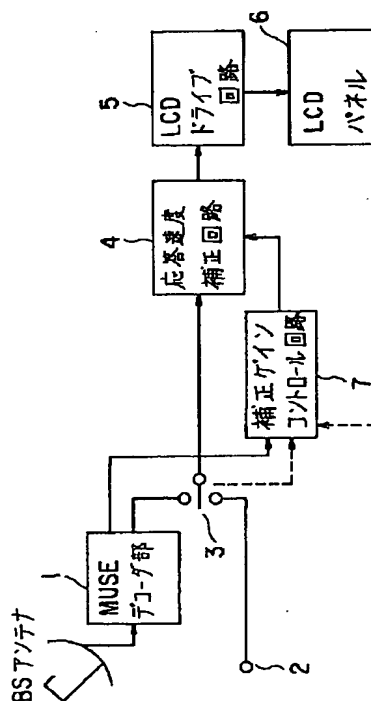 BSアンテナ
1
MUSE
デコーダ部
2
3
4
応答速度
補正回路
5
LCD
ドライブ
回路
6
LCD
パネル
補正ゲイン
コントロール回路
7